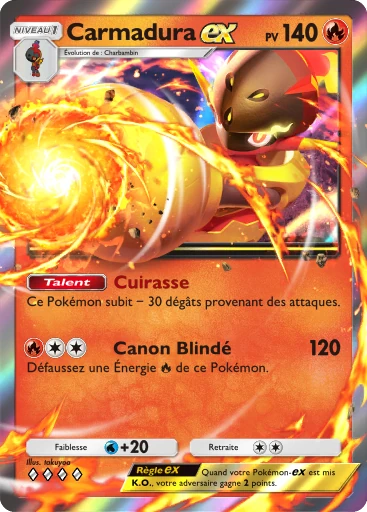 NIVEAU 1 Carmadura ex PV 140
Évolution de : Charbambin
Talent Cuirasse
Ce Pokémon subit − 30 dégâts provenant des attaques.
Canon Blindé 120
Défaussez une Énergie de ce Pokémon.
Faiblesse +20 Retraite
Illus. takuyoa
Règle ex Quand votre Pokémon-ex est mis
K.O., votre adversaire gagne 2 points.